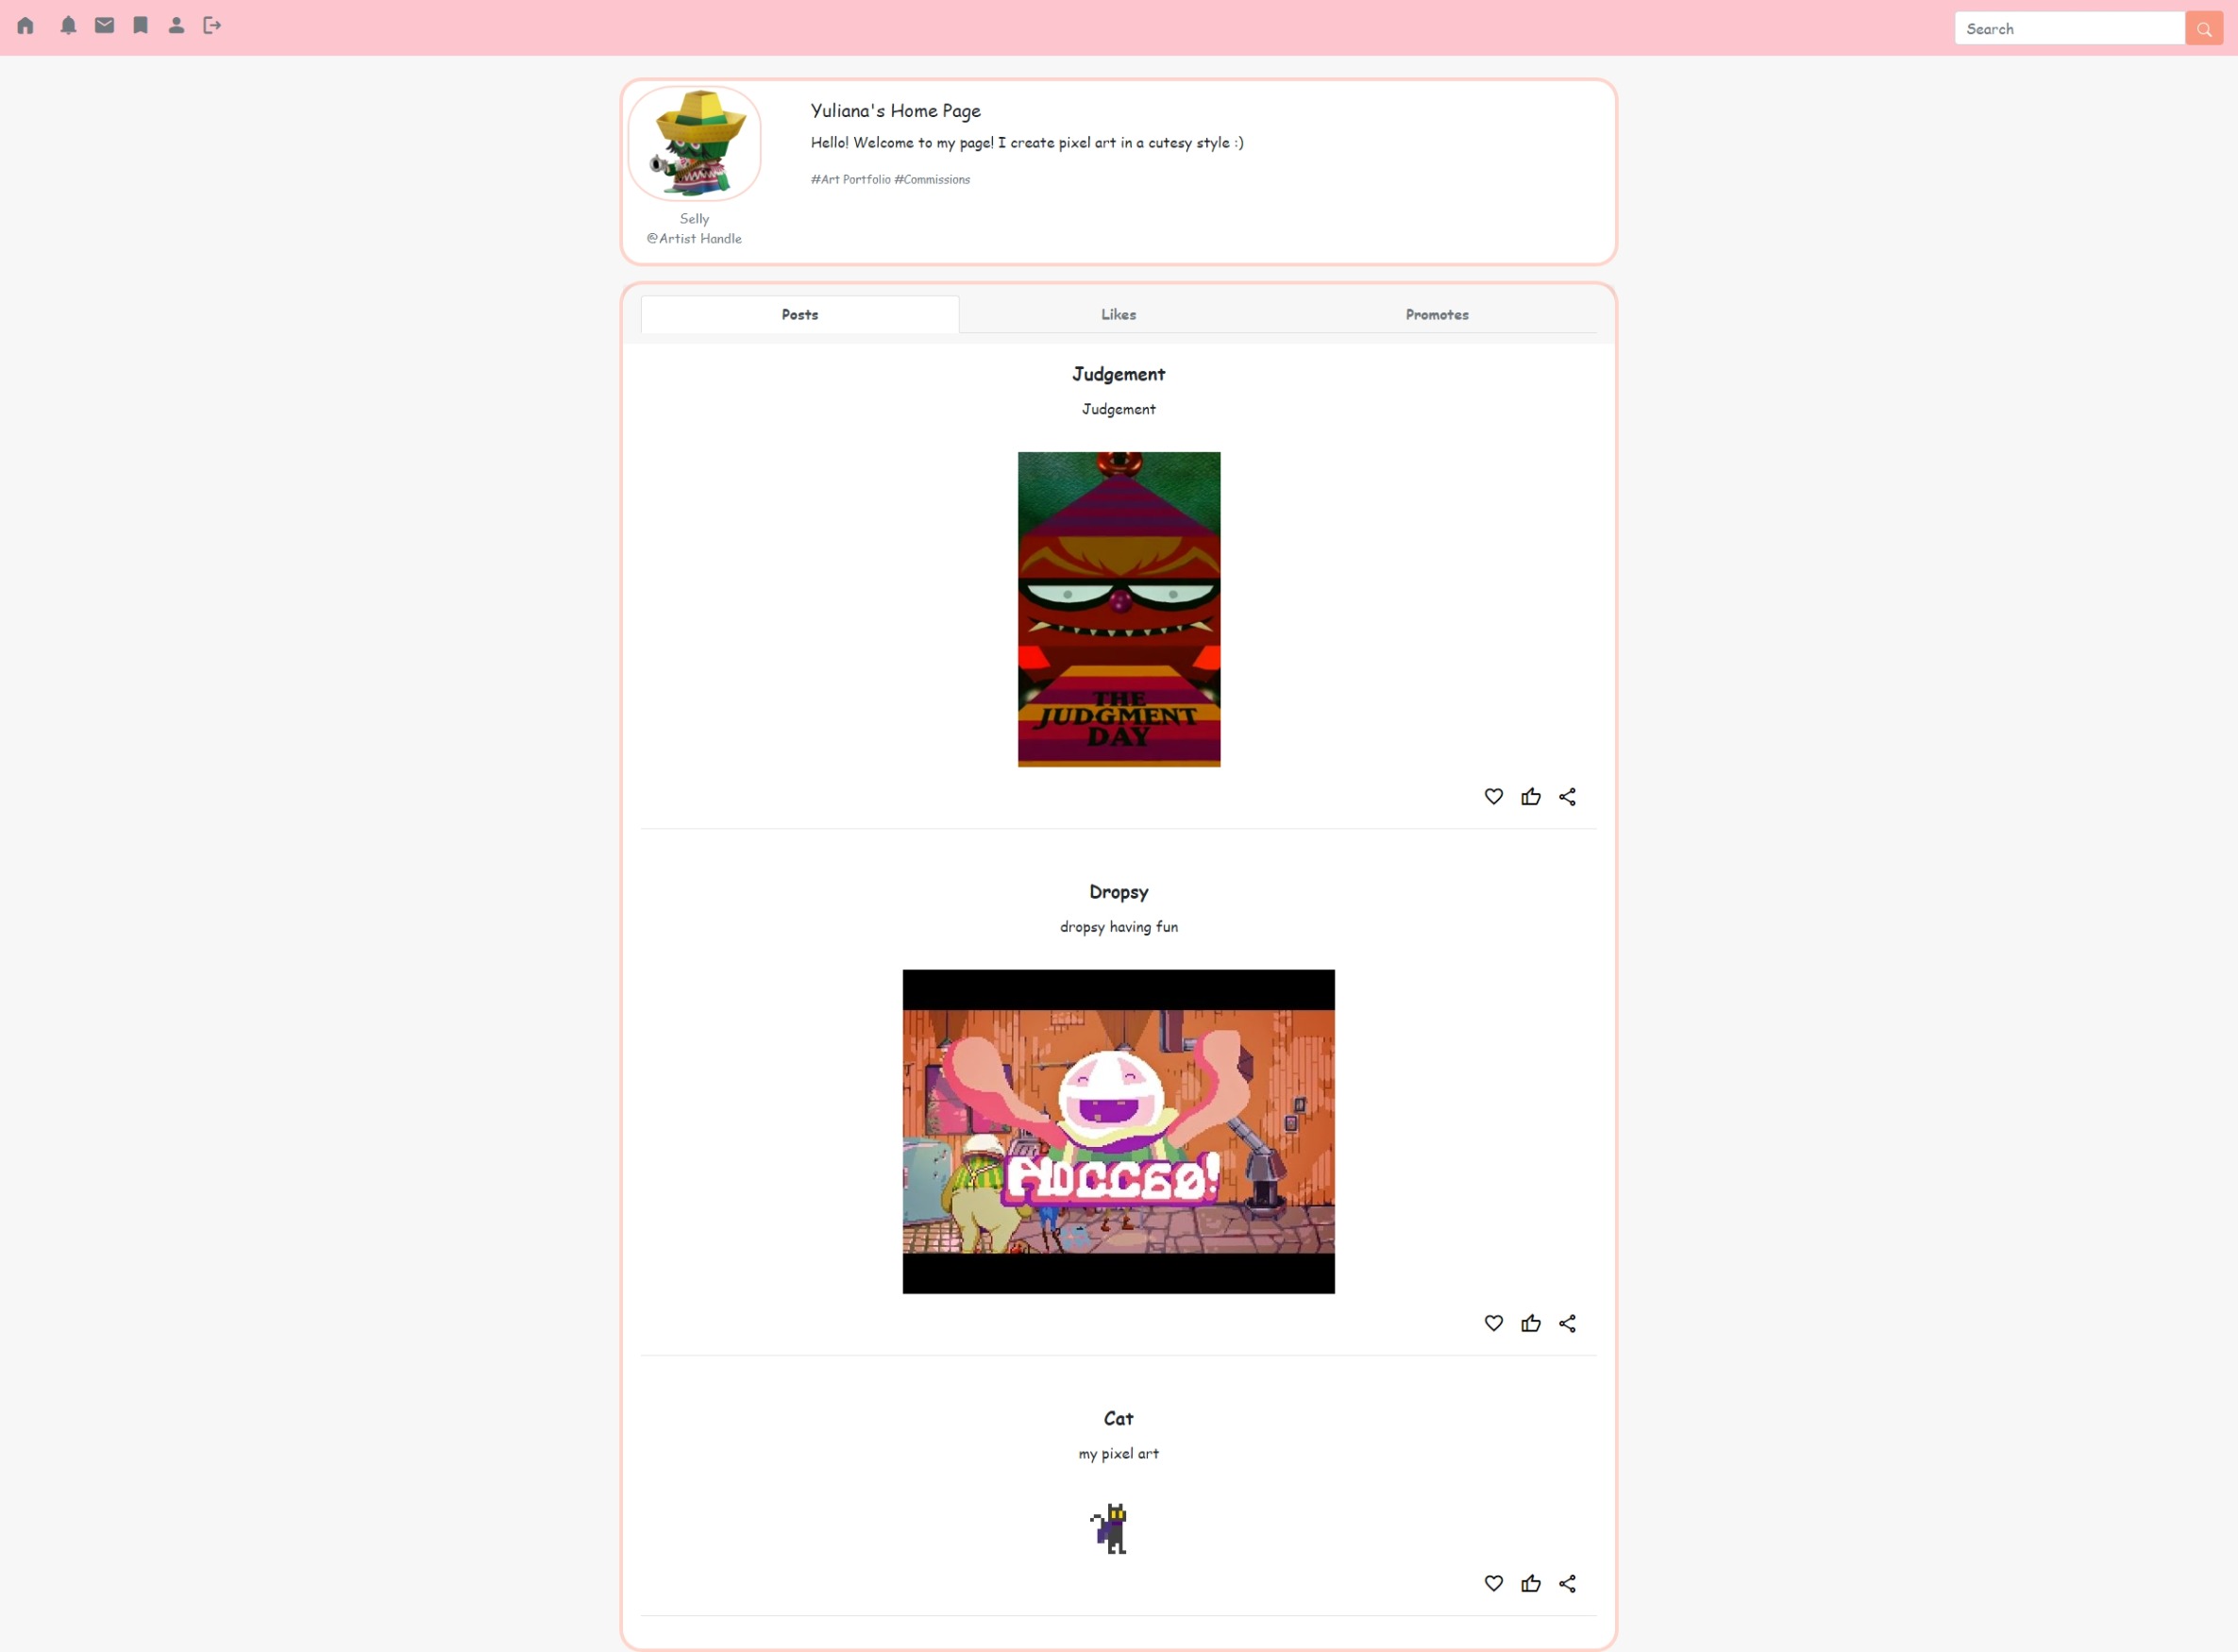 Search
Yuliana's Home Page
Hello! Welcome to my page! I create pixel art in a cutesy style :)
#Art Portfolio #Commissions
Selly
@Artist Handle
Posts
Likes
Promotes
Judgement
Judgement
THE
JUDGMENT
DAY
Dropsy
dropsy having fun
Cat
my pixel art